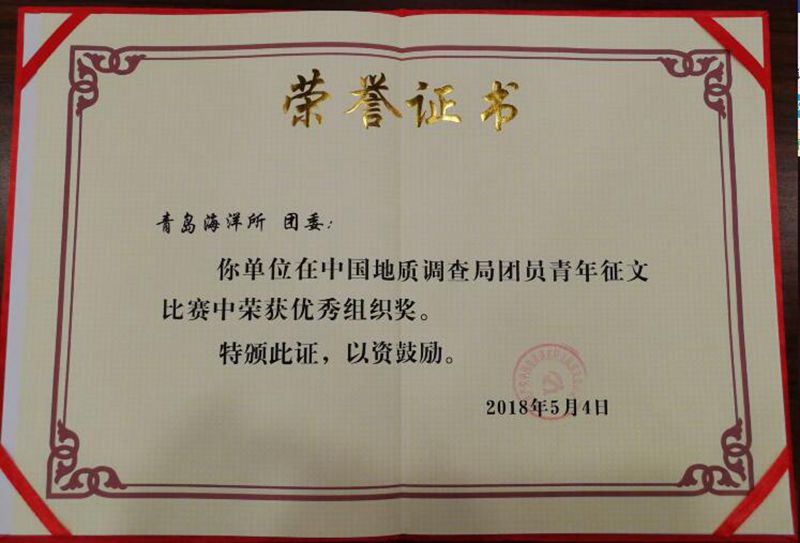 荣誉证书
青岛海洋所 团委：
你单位在中国地质调查局团员青年征文
比赛中荣获优秀组织奖。
特颁此证，以资鼓励。
2018年5月4日